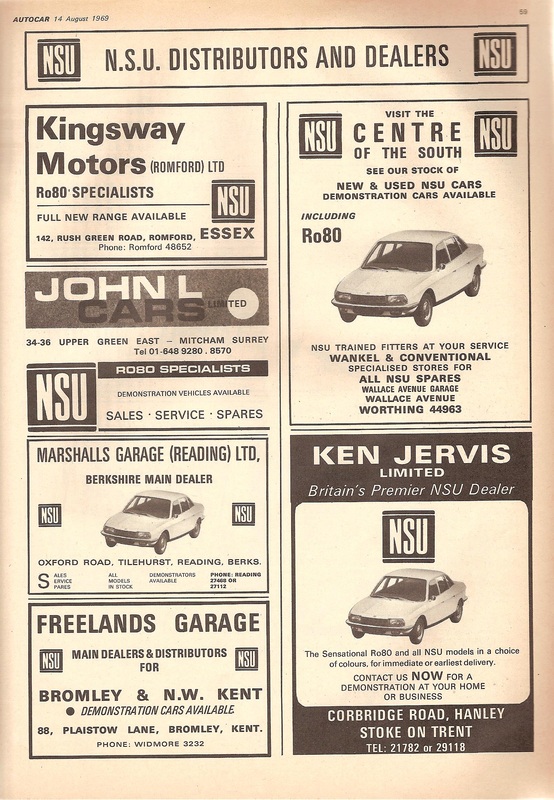 AUTOCAR 14 August 1969
53
NSU
N.S.U. DISTRIBUTORS AND DEALERS
NSU
Kingsway
Motors (ROMFORD) LTD
Ro80 SPECIALISTS
NSU
FULL NEW RANGE AVAILABLE
142, RUSH GREEN ROAD, ROMFORD, ESSEX
Phone: Romford 48652
JOHN L
CARS LIMITED
34-36 UPPER GREEN EAST – MITCHAM SURREY
Tel 01-648 9280 . 8570
NSU
RO80 SPECIALISTS
DEMONSTRATION VEHICLES AVAILABLE
SALES · SERVICE · SPARES
MARSHALLS GARAGE (READING) LTD,
BERKSHIRE MAIN DEALER
NSU
NSU
OXFORD ROAD, TILEHURST, READING, BERKS.
SALES
SERVICE
SPARES
ALL
MODELS
IN STOCK
DEMONSTRATORS
AVAILABLE
PHONE: READING
27468 OR
27112
FREELANDS GARAGE
NSU
MAIN DEALERS & DISTRIBUTORS
FOR
NSU
BROMLEY & N.W. KENT
● DEMONSTRATION CARS AVAILABLE
88, PLAISTOW LANE, BROMLEY, KENT.
PHONE: WIDMORE 3232
VISIT THE
NSU
CENTRE
NSU
OF THE SOUTH
SEE OUR STOCK OF
NEW & USED NSU CARS
DEMONSTRATION CARS AVAILABLE
INCLUDING
Ro80
NSU TRAINED FITTERS AT YOUR SERVICE
WANKEL & CONVENTIONAL
SPECIALISED STORES FOR
ALL NSU SPARES
WALLACE AVENUE GARAGE
WALLACE AVENUE
WORTHING 44963
KEN JERVIS
LIMITED
Britain's Premier NSU Dealer
NSU
The Sensational Ro80 and all NSU models in a choice
of colours, for immediate or earliest delivery.
CONTACT US NOW FOR A
DEMONSTRATION AT YOUR HOME
OR BUSINESS
CORBRIDGE ROAD, HANLEY
STOKE ON TRENT
TEL: 21782 or 29118